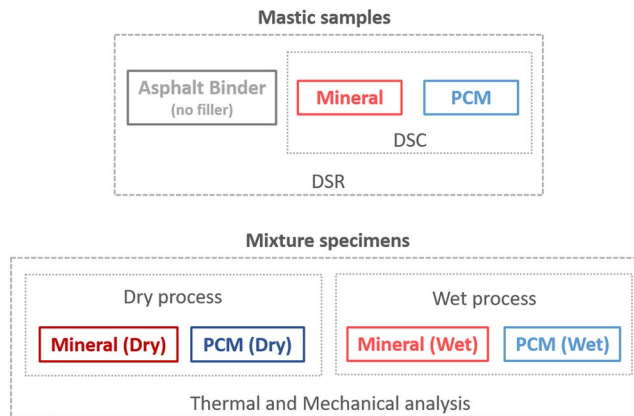 Mastic samples
Asphalt Binder
(no filler)
Mineral
PCM
DSC
DSR
Mixture specimens
Dry process
Wet process
Mineral (Dry)
PCM (Dry)
Mineral (Wet)
PCM (Wet)
Thermal and Mechanical analysis